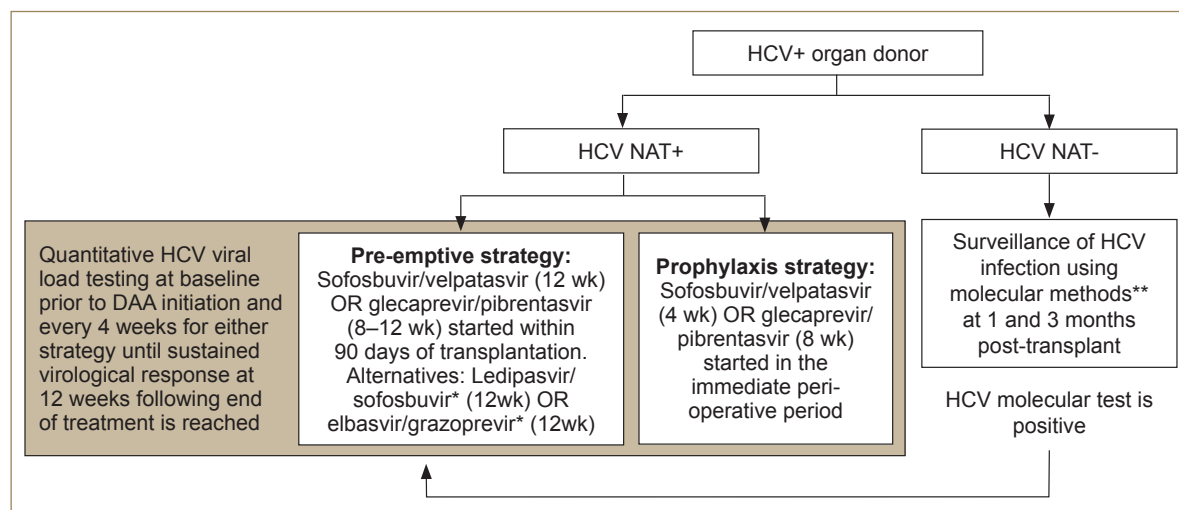 HCV+ organ donor
HCV NAT+
HCV NAT-
Quantitative HCV viral
load testing at baseline
prior to DAA initiation and
every 4 weeks for either
strategy until sustained
virological response at
12 weeks following end
of treatment is reached
Pre-emptive strategy:
Sofosbuvir/velpatasvir (12 wk)
OR glecaprevir/pibrentasvir
(8–12 wk) started within
90 days of transplantation.
Alternatives: Ledipasvir/
sofosbuvir* (12wk) OR
elbasvir/grazoprevir* (12wk)
Prophylaxis strategy:
Sofosbuvir/velpatasvir
(4 wk) OR glecaprevir/
pibrentasvir (8 wk)
started in the
immediate peri-
operative period
Surveillance of HCV
infection using
molecular methods**
at 1 and 3 months
post-transplant
HCV molecular test is
positive